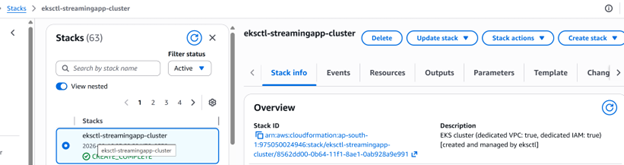 Stacks > eksctl-streamingapp-cluster
Stacks (63)
Filter status
Search by stack name
Active
View nested
1 2 3 4
Stacks
eksctl-streamingapp-cluster
eksctl-streamingapp-cluster
CREATE_COMPLETE
eksctl-streamingapp-cluster
Delete
Update stack
Stack actions
Create stack
Stack info
Events
Resources
Outputs
Parameters
Template
Chang
Overview
Stack ID
arn:aws:cloudformation:ap-south-
1:975050024946:stack/eksctl-streamingapp-
cluster/8562dd00-0b64-11f1-8ae1-0ab928a9e991
Description
EKS cluster (dedicated VPC: true, dedicated IAM: true)
[created and managed by eksctl]